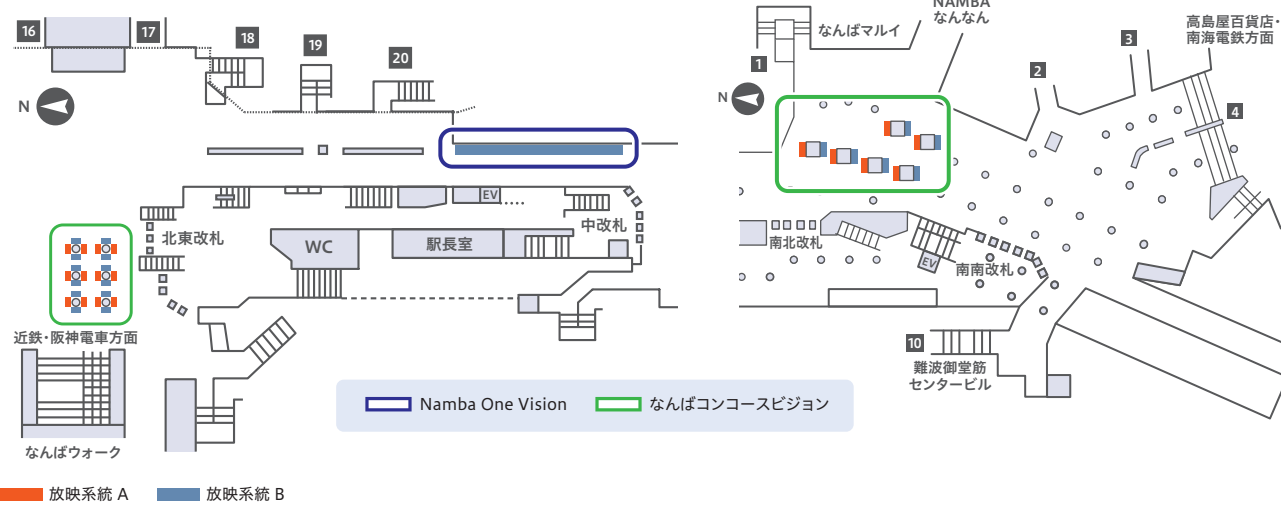 16
17
18
19
20
N
EV
北東改札
中改札
WC
駅長室
近鉄・阪神電車方面
なんばウォーク
NAMBA
なんなん
なんばマルイ
高島屋百貨店・
南海電鉄方面
1
2
3
4
N
南北改札
EV
南南改札
10
難波御堂筋
センタービル
Namba One Vision
なんばコンコースビジョン
放映系統 A
放映系統 B